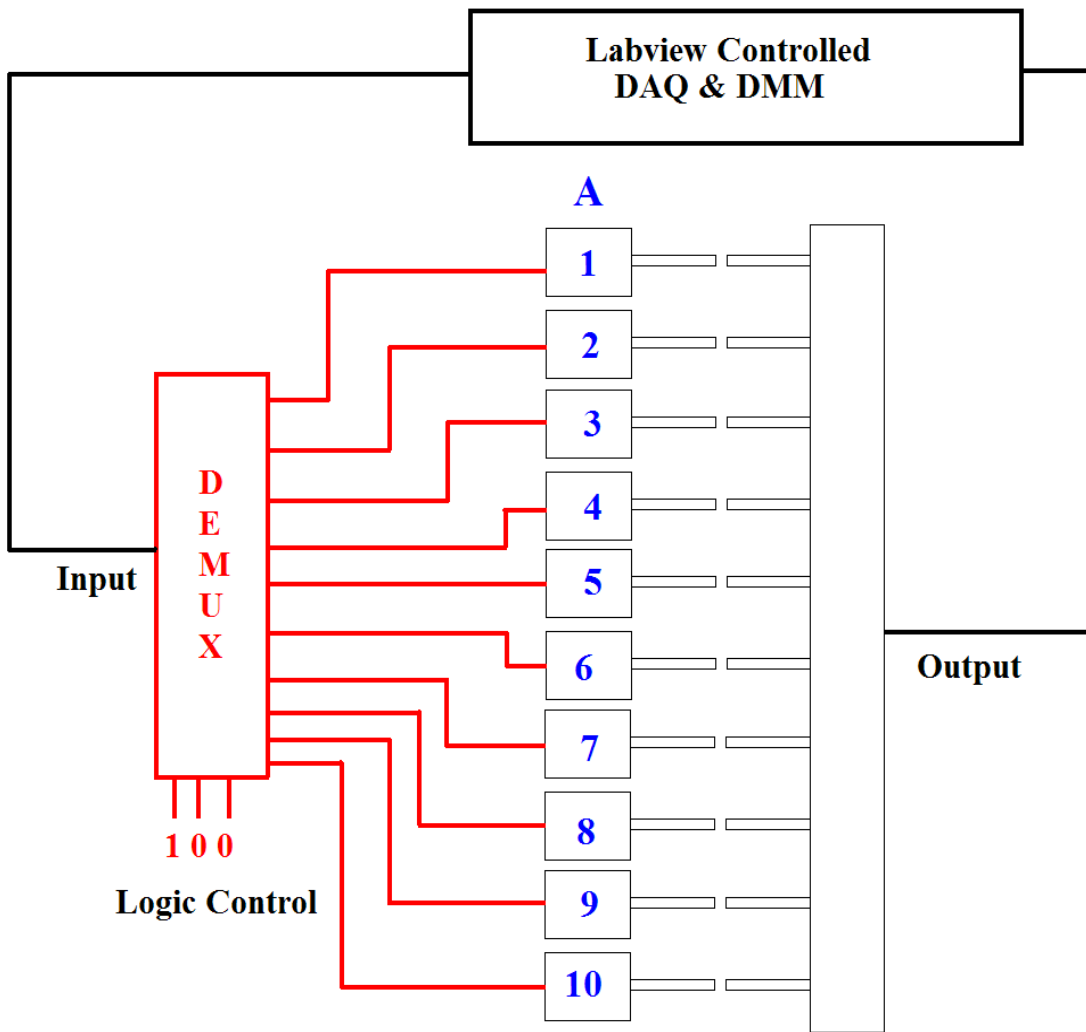 Labview Controlled
DAQ & DMM
A
1
2
3
4
5
6
7
8
9
10
D
E
M
U
X
Input
Output
1 0 0
Logic Control